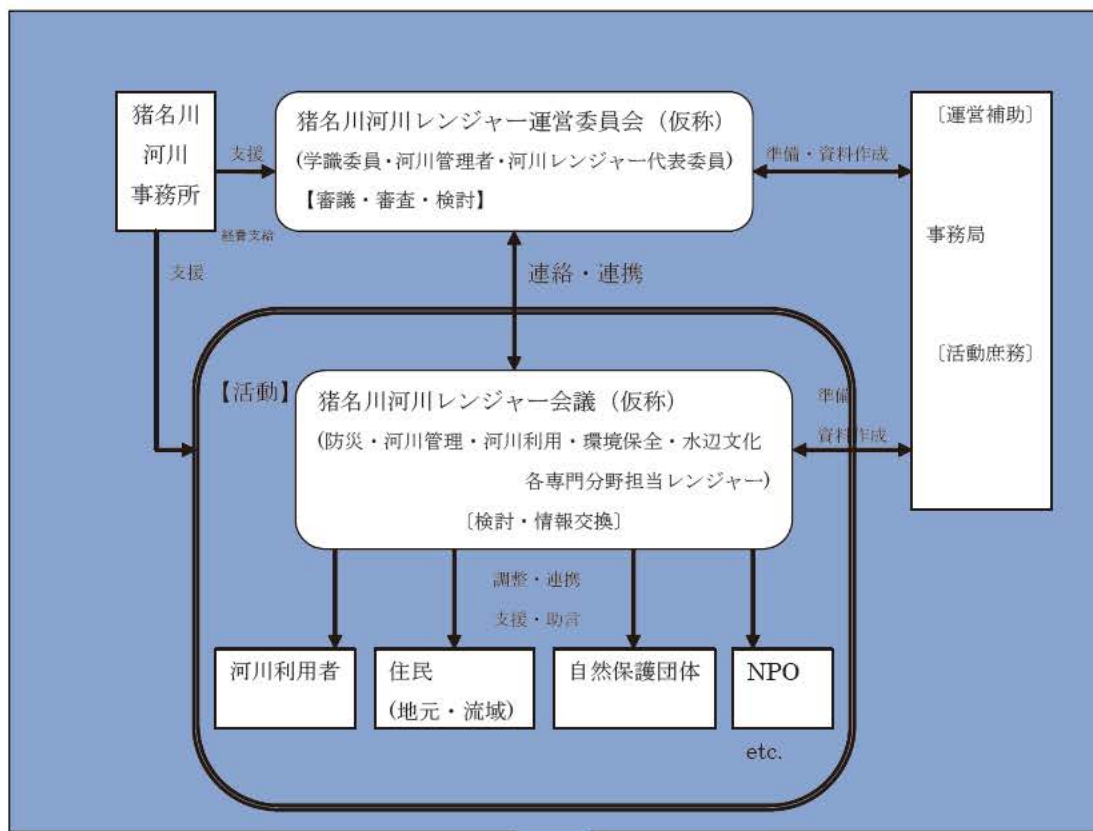 猪名川
河川
事務所
支援
経費支給
支援
猪名川河川レンジャー運営委員会（仮称）
(学識委員・河川管理者・河川レンジャー代表委員)
【審議・審査・検討】
準備・資料作成
〔運営補助〕
事務局
〔活動庶務〕
連絡・連携
【活動】
猪名川河川レンジャー会議（仮称）
(防災・河川管理・河川利用・環境保全・水辺文化
各専門分野担当レンジャー)
〔検討・情報交換〕
準備
資料作成
調整・連携
支援・助言
河川利用者
住民
(地元・流域)
自然保護団体
NPO
etc.